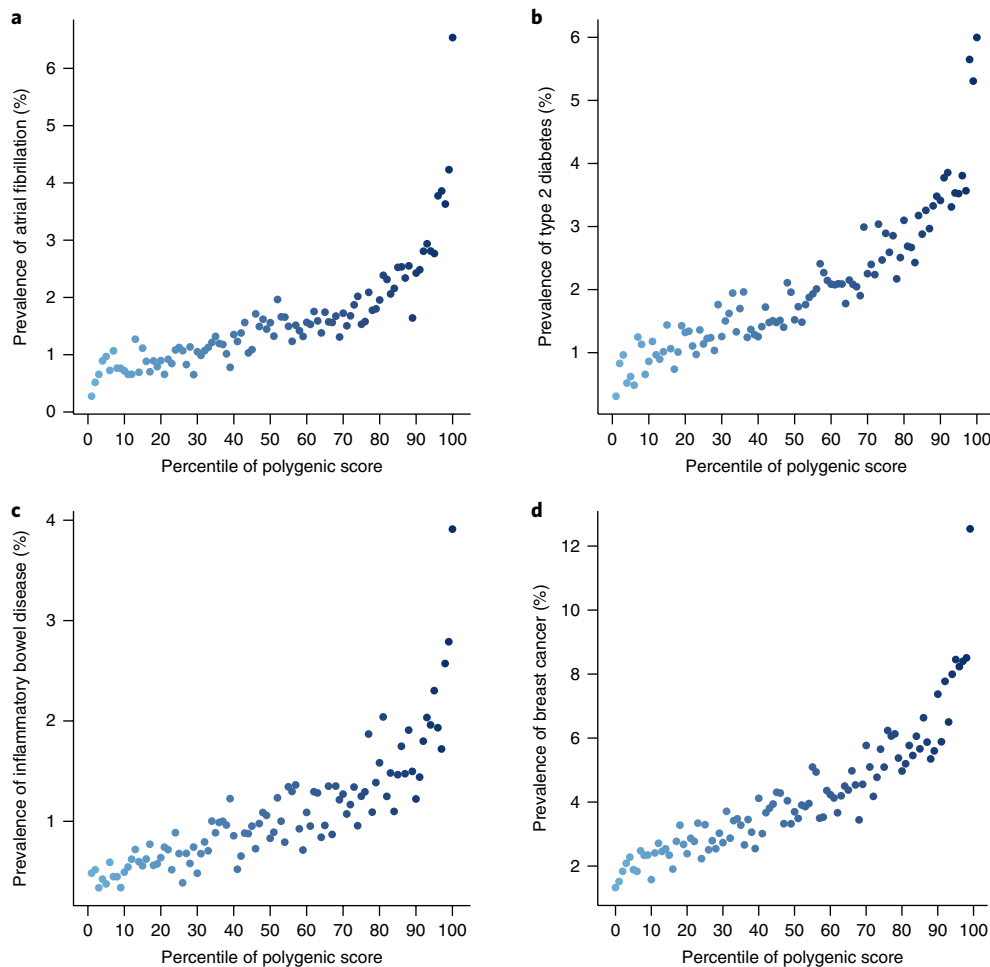 a
Prevalence of atrial fibrillation (%)
6
5
4
3
2
1
0
0 10 20 30 40 50 60 70 80 90 100
Percentile of polygenic score
b
Prevalence of type 2 diabetes (%)
6
5
4
3
2
1
0 10 20 30 40 50 60 70 80 90 100
Percentile of polygenic score
c
Prevalence of inflammatory bowel disease (%)
4
3
2
1
0 10 20 30 40 50 60 70 80 90 100
Percentile of polygenic score
d
Prevalence of breast cancer (%)
12
10
8
6
4
2
0 10 20 30 40 50 60 70 80 90 100
Percentile of polygenic score